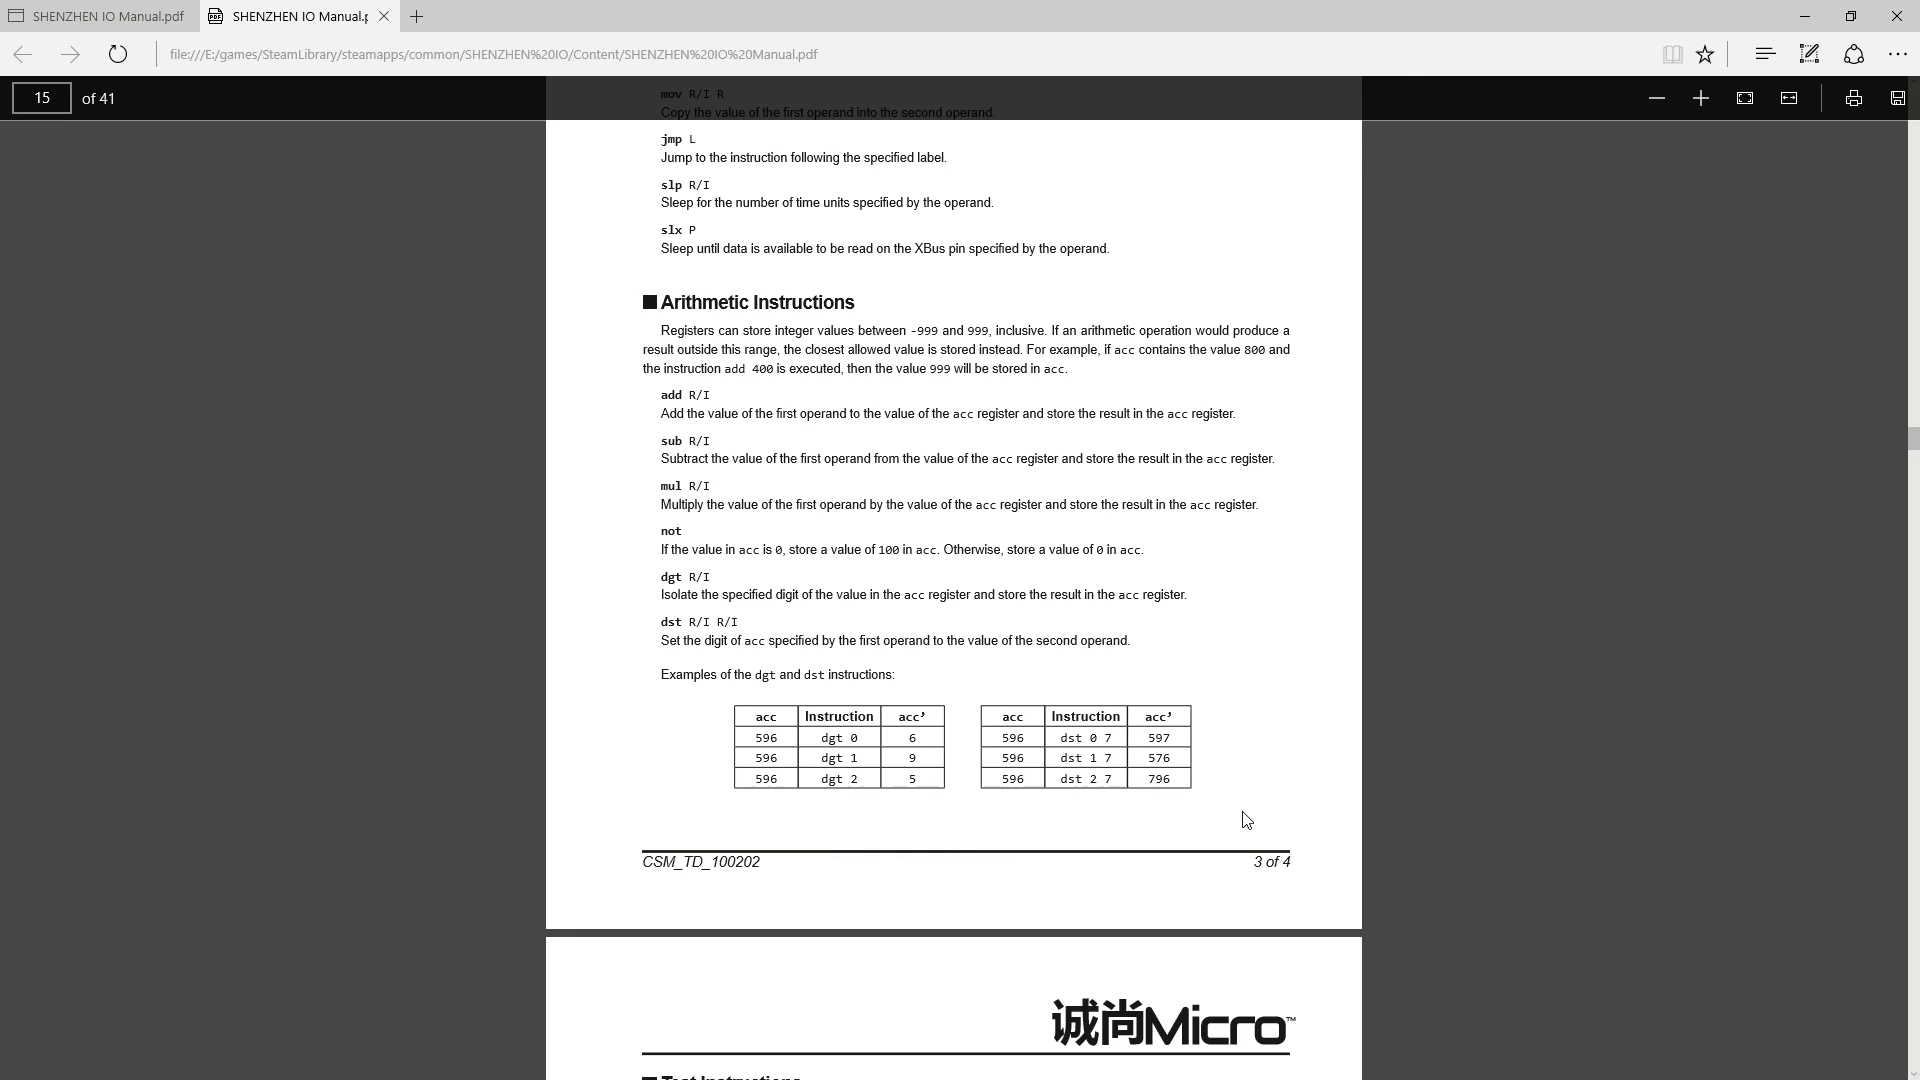 SHENZHEN IO Manual.pdf
SHENZHEN IO Manual.p
file:///E:/games/SteamLibrary/steamapps/common/SHENZHEN%20IO/Content/SHENZHEN%20IO%20Manual.pdf
15 of 41
mov R/I R
Copy the value of the first operand into the second operand.
jmp L
Jump to the instruction following the specified label.
slp R/I
Sleep for the number of time units specified by the operand.
slx P
Sleep until data is available to be read on the XBus pin specified by the operand.
Arithmetic Instructions
Registers can store integer values between -999 and 999, inclusive. If an arithmetic operation would produce a
result outside this range, the closest allowed value is stored instead. For example, if acc contains the value 800 and
the instruction add 400 is executed, then the value 999 will be stored in acc.
add R/I
Add the value of the first operand to the value of the acc register and store the result in the acc register.
sub R/I
Subtract the value of the first operand from the value of the acc register and store the result in the acc register.
mul R/I
Multiply the value of the first operand by the value of the acc register and store the result in the acc register.
not
If the value in acc is 0, store a value of 100 in acc. Otherwise, store a value of 0 in acc.
dgt R/I
Isolate the specified digit of the value in the acc register and store the result in the acc register.
dst R/I R/I
Set the digit of acc specified by the first operand to the value of the second operand.
Examples of the dgt and dst instructions:
acc Instruction acc’
596 dgt 0 6
596 dgt 1 9
596 dgt 2 5
acc Instruction acc’
596 dst 0 7 597
596 dst 1 7 576
596 dst 2 7 796
CSM_TD_100202 3 of 4
诚尚Micro™
Test Instructions